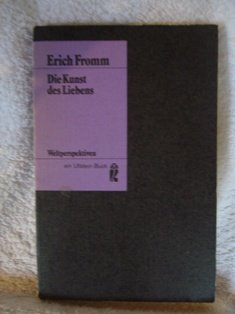 Erich Fromm
Die Kunst
des Liebens
Weltperspektiven
ein Ullstein Buch